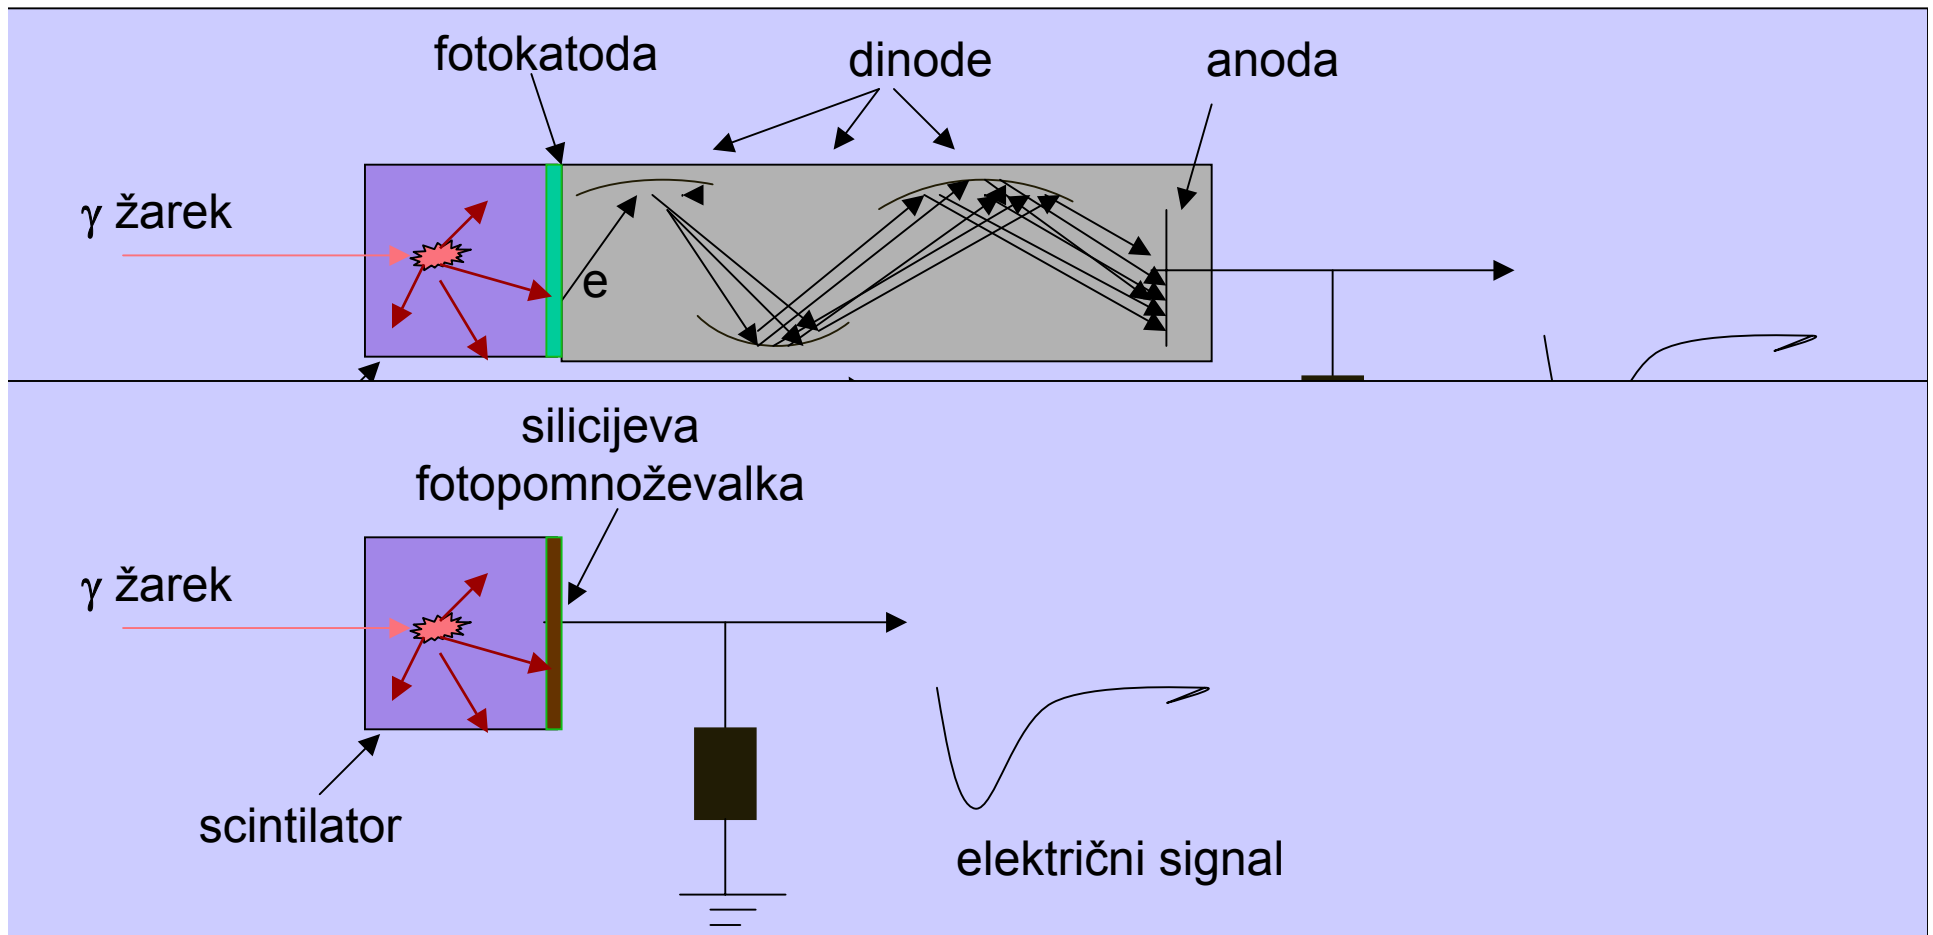 fotokatoda
dinode
anoda
γ žarek
e
silicijeva
fotopomnoževalka
γ žarek
scintilator
električni signal